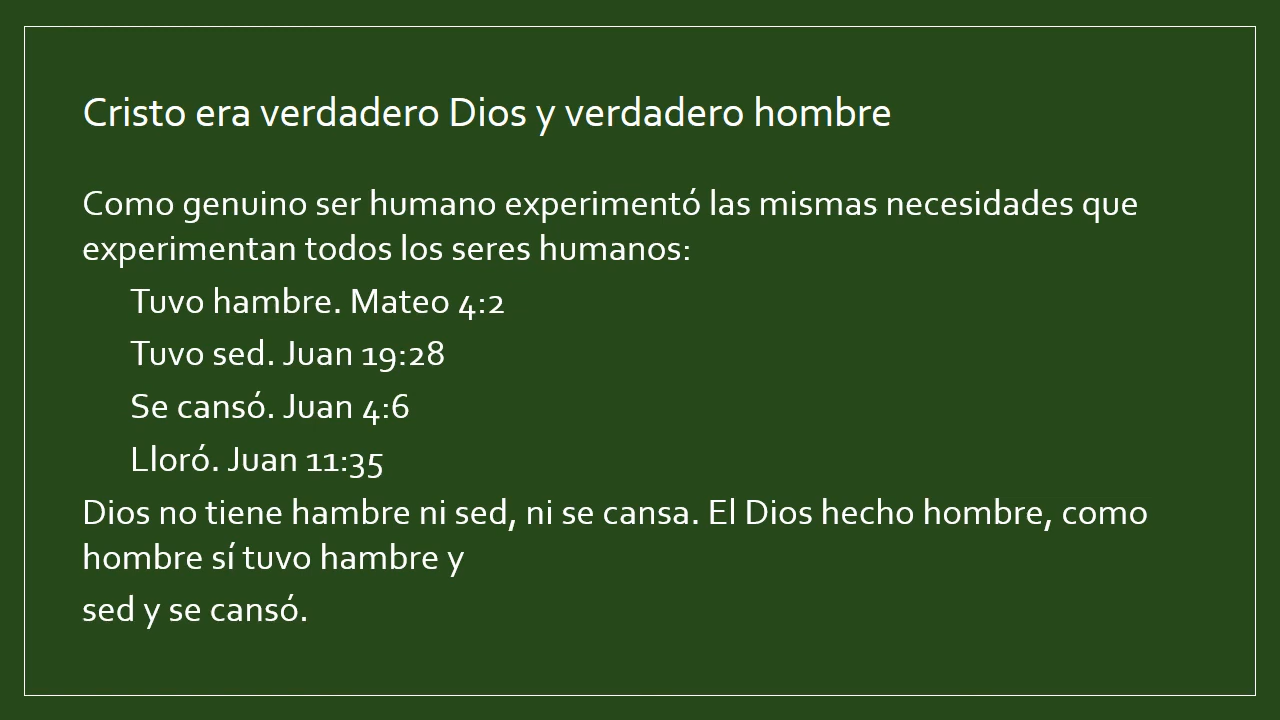 Cristo era verdadero Dios y verdadero hombre
Como genuino ser humano experimentó las mismas necesidades que
experimentan todos los seres humanos:
Tuvo hambre. Mateo 4:2
Tuvo sed. Juan 19:28
Se cansó. Juan 4:6
Lloró. Juan 11:35
Dios no tiene hambre ni sed, ni se cansa. El Dios hecho hombre, como
hombre sí tuvo hambre y
sed y se cansó.